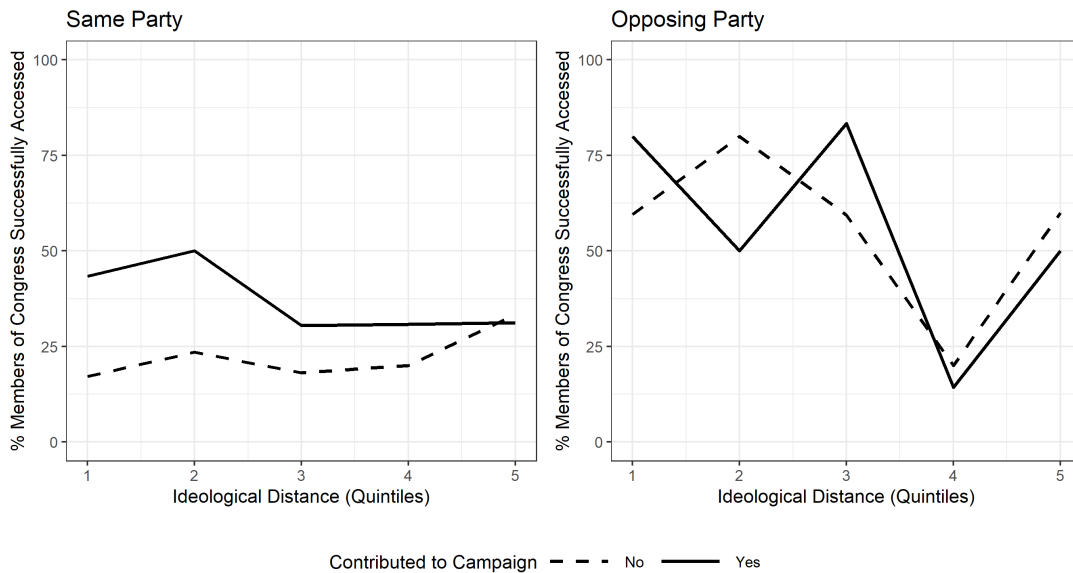 Same Party
% Members of Congress Successfully Accessed
100
75
50
25
0
1 2 3 4 5
Ideological Distance (Quintiles)
Opposing Party
% Members of Congress Successfully Accessed
100
75
50
25
0
1 2 3 4 5
Ideological Distance (Quintiles)
Contributed to Campaign No Yes